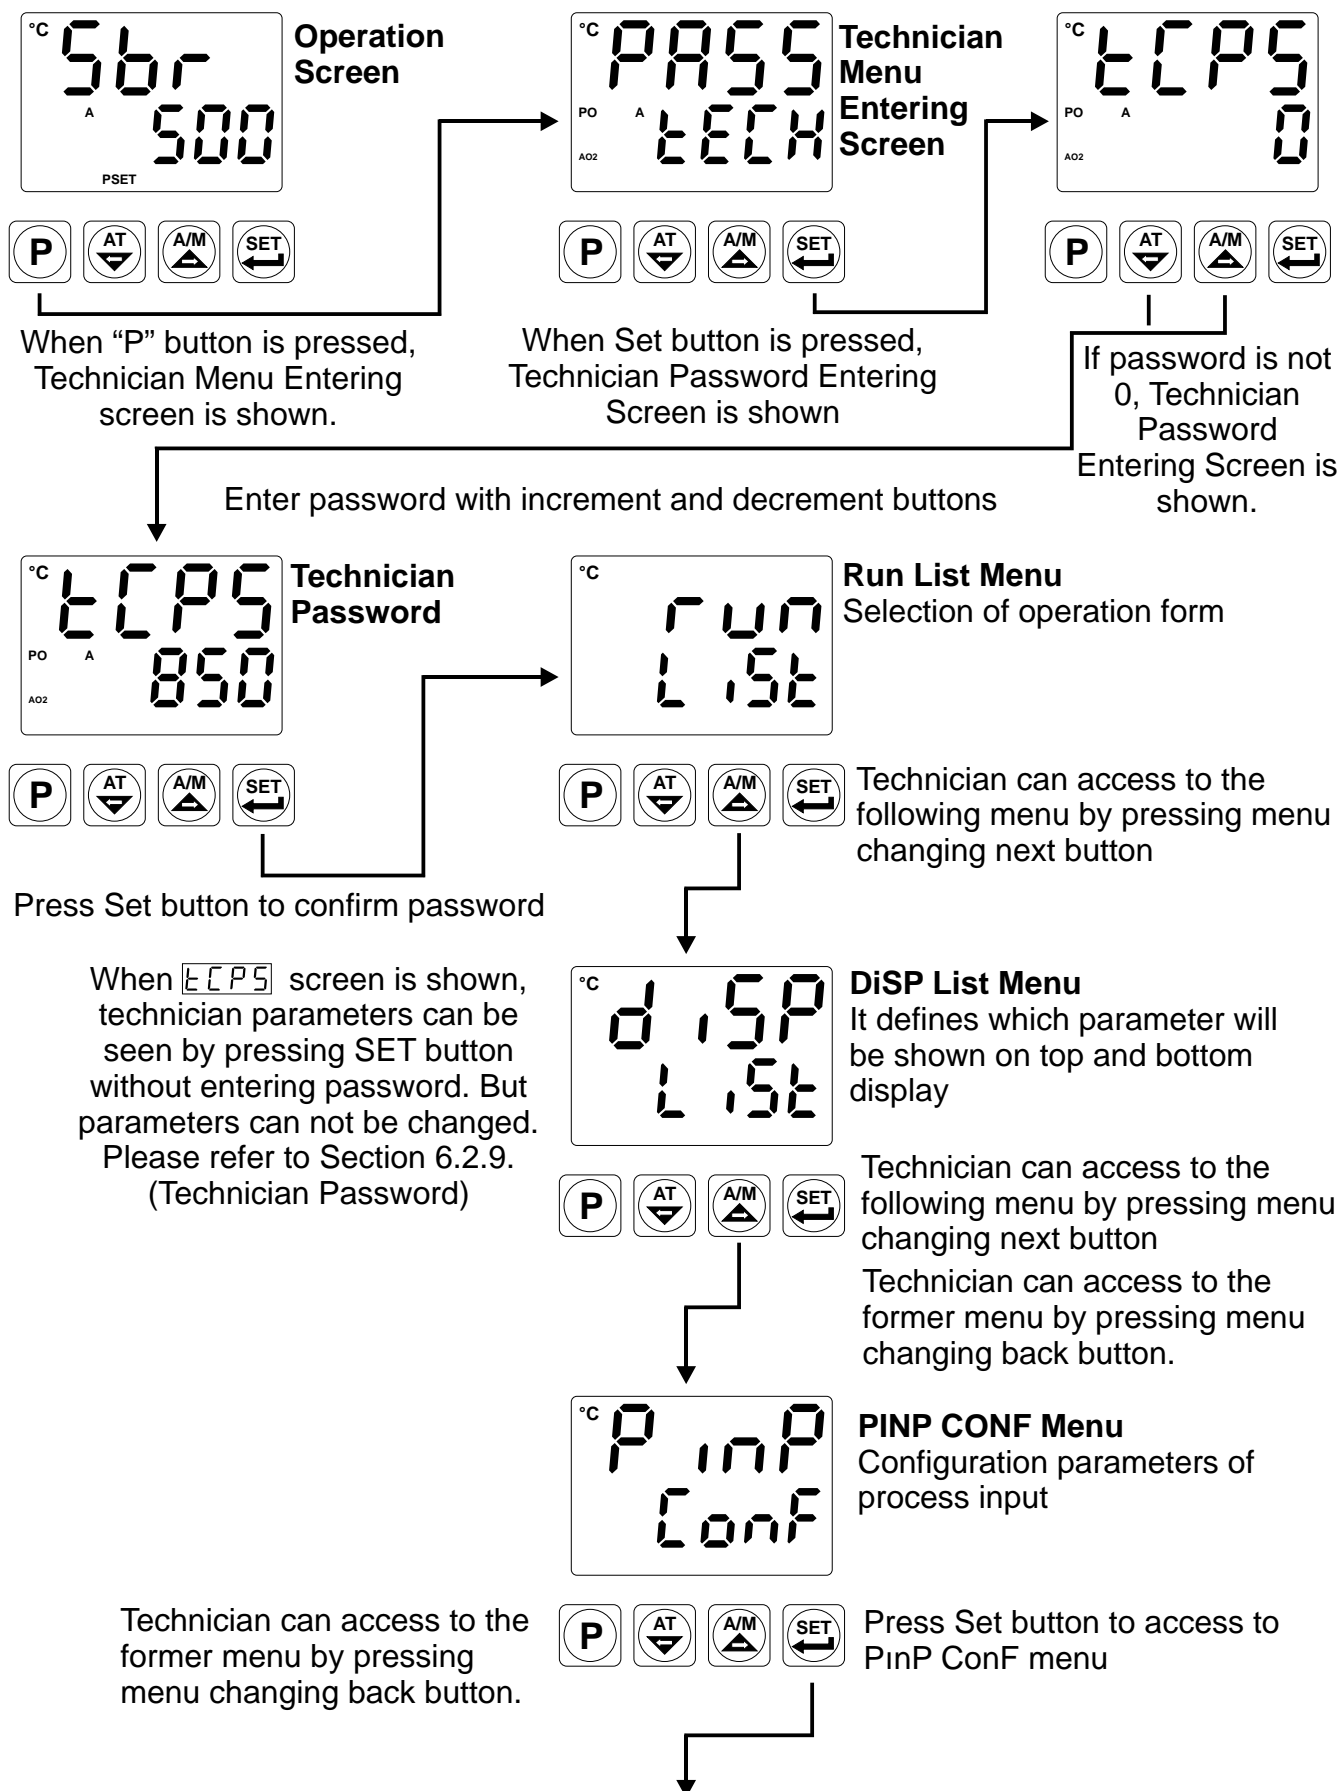 °C Sbr
A 500
PSET
Operation
Screen
°C PASS
PO A tECH
AO2
Technician
Menu
Entering
Screen
°C tCPS
PO A 0
AO2
P AT A/M SET
P AT A/M SET
P AT A/M SET
When “P” button is pressed,
Technician Menu Entering
screen is shown.
When Set button is pressed,
Technician Password Entering
Screen is shown
If password is not
0, Technician
Password
Entering Screen is
shown.
Enter password with increment and decrement buttons
°C tCPS
PO A 850
AO2
Technician
Password
°C run
LiSt
Run List Menu
Selection of operation form
P AT A/M SET
P AT A/M SET
Technician can access to the
following menu by pressing menu
changing next button
Press Set button to confirm password
When tCPS screen is shown,
technician parameters can be
seen by pressing SET button
without entering password. But
parameters can not be changed.
Please refer to Section 6.2.9.
(Technician Password)
°C diSP
LiSt
DiSP List Menu
It defines which parameter will
be shown on top and bottom
display
P AT A/M SET
Technician can access to the
following menu by pressing menu
changing next button
Technician can access to the
former menu by pressing menu
changing back button.
°C PinP
ConF
PINP CONF Menu
Configuration parameters of
process input
Technician can access to the
former menu by pressing
menu changing back button.
P AT A/M SET
Press Set button to access to
PınP ConF menu